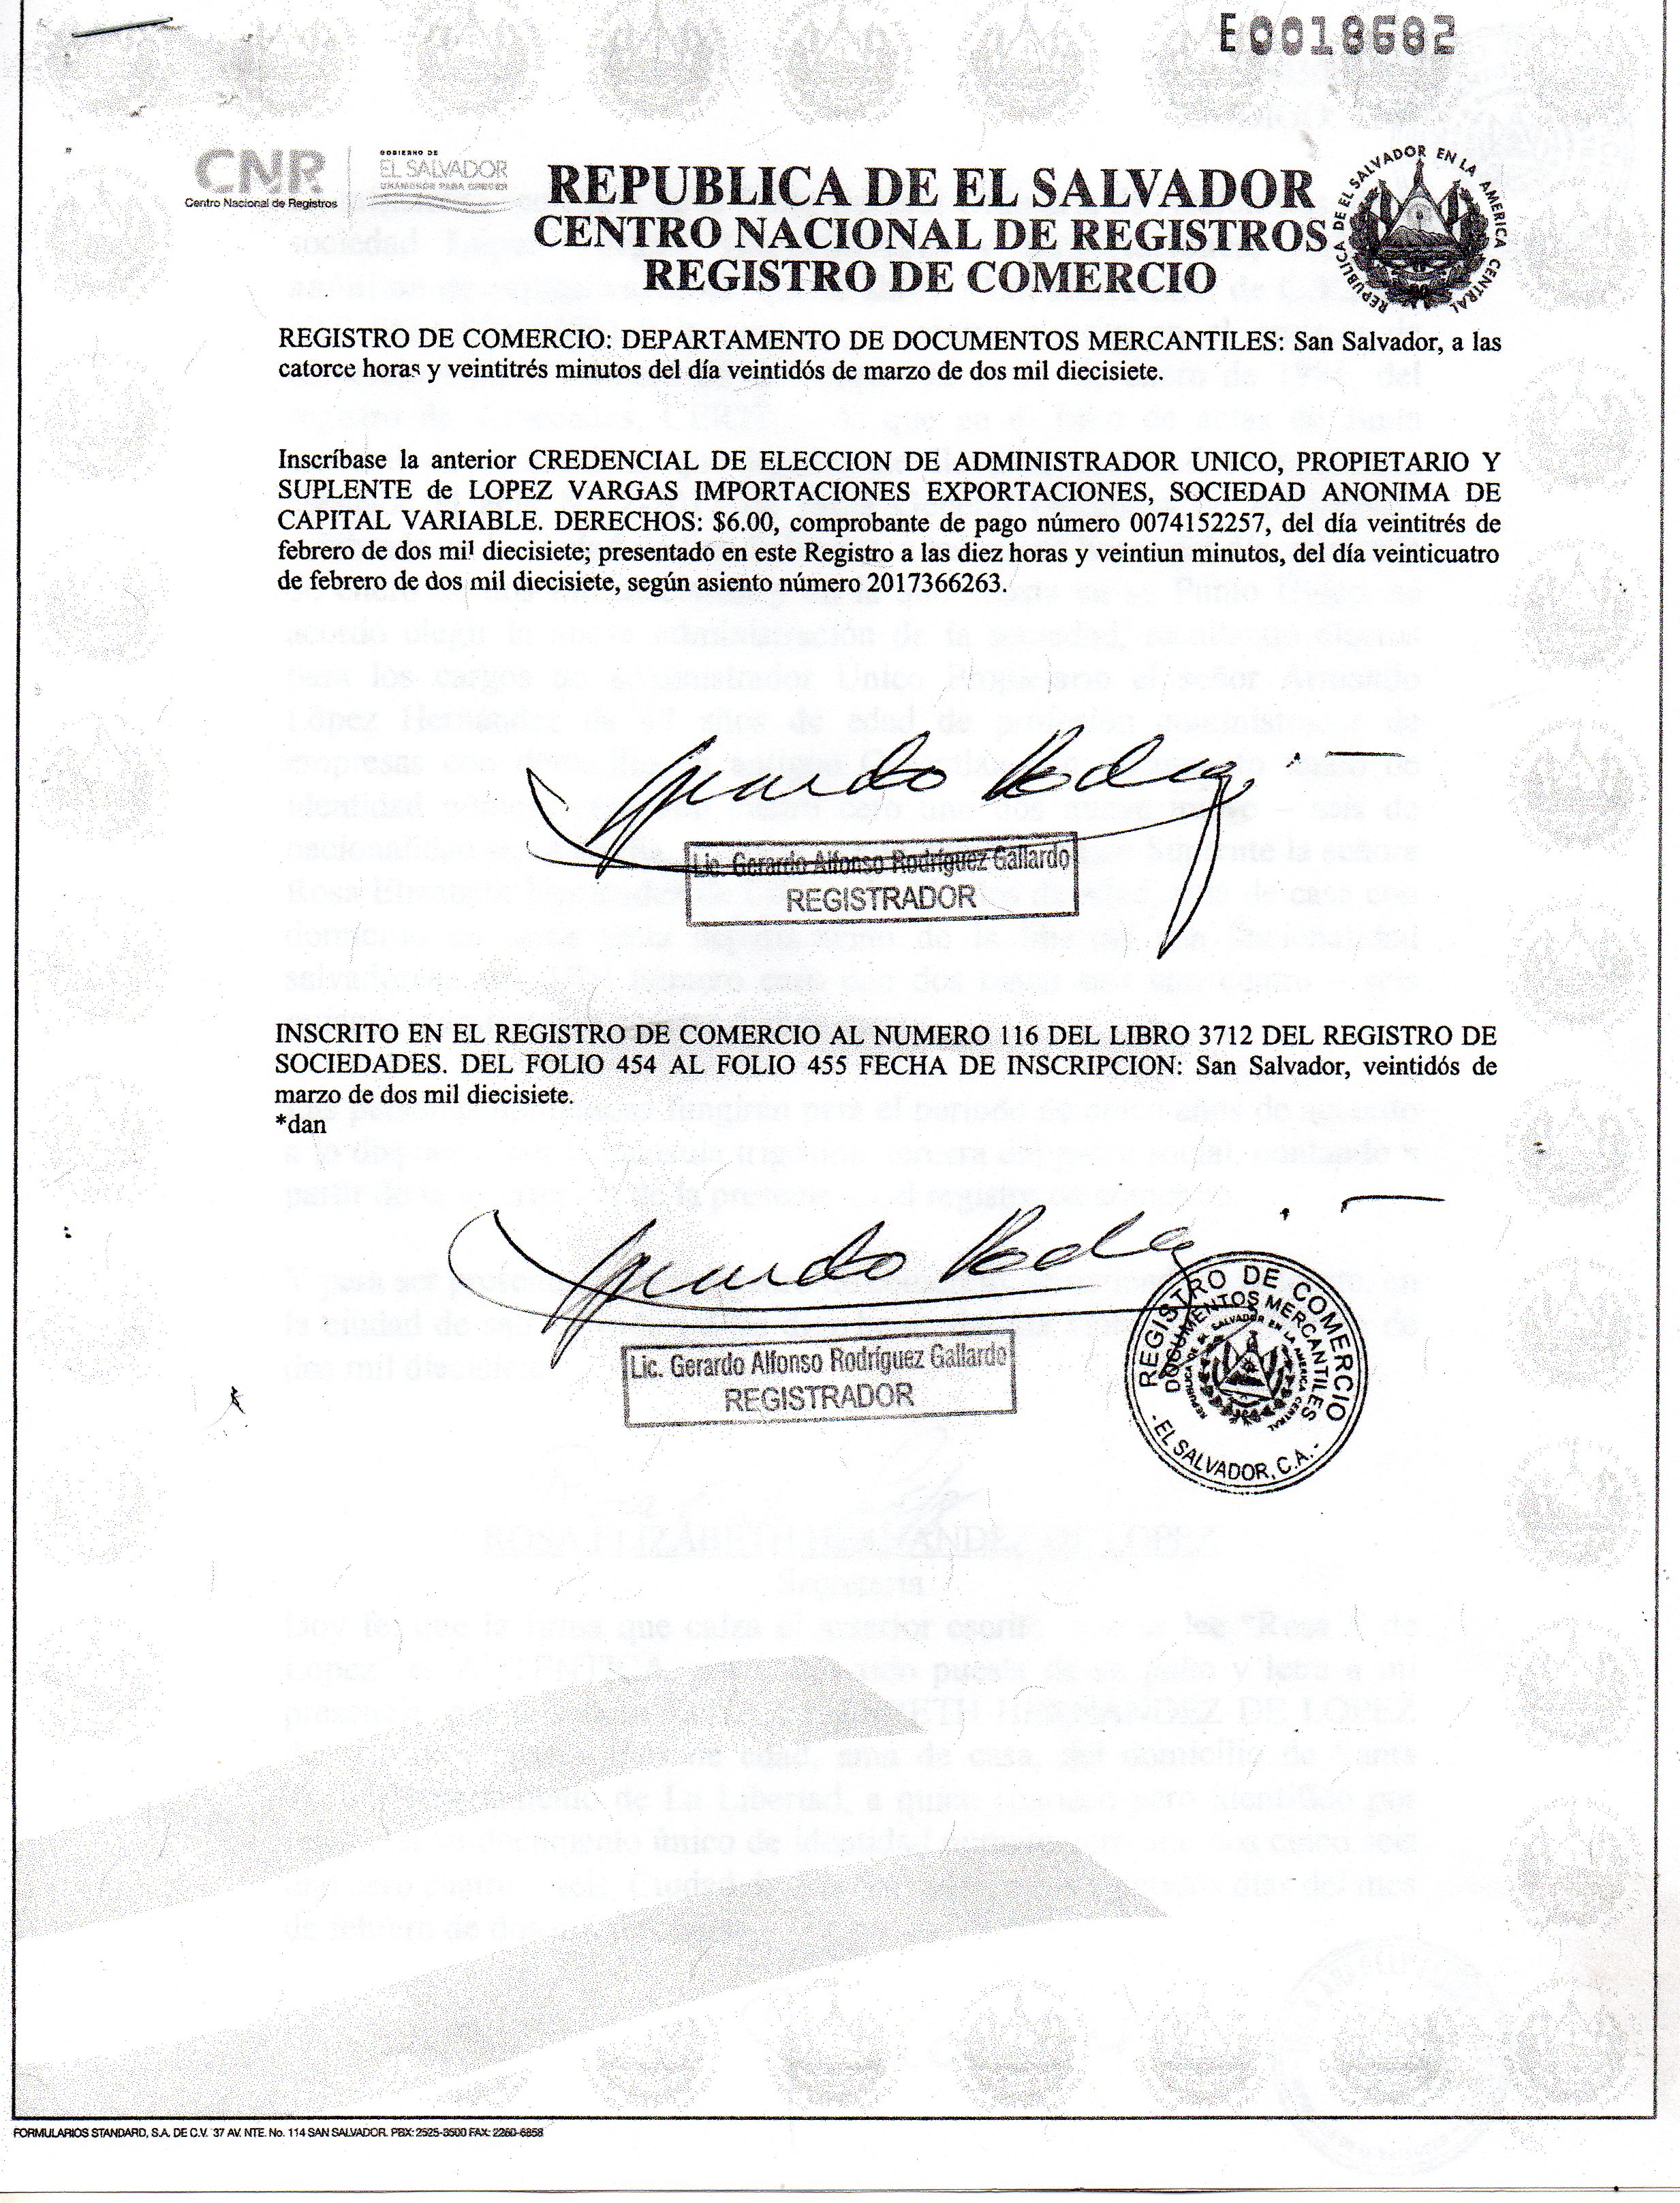 E0018682
CNR
Centro Nacional de Registros
GOBIERNO DE
EL SALVADOR
UNAMONOS PARA CRECER
REPUBLICA DE EL SALVADOR
CENTRO NACIONAL DE REGISTROS
REGISTRO DE COMERCIO
REPUBLICA DE EL SALVADOR EN LA AMERICA CENTRAL
REGISTRO DE COMERCIO: DEPARTAMENTO DE DOCUMENTOS MERCANTILES: San Salvador, a las
catorce horas y veintitrés minutos del día veintidós de marzo de dos mil diecisiete.
Inscríbase la anterior CREDENCIAL DE ELECCION DE ADMINISTRADOR UNICO, PROPIETARIO Y
SUPLENTE de LOPEZ VARGAS IMPORTACIONES EXPORTACIONES, SOCIEDAD ANONIMA DE
CAPITAL VARIABLE. DERECHOS: $6.00, comprobante de pago número 0074152257, del día veintitrés de
febrero de dos mil diecisiete; presentado en este Registro a las diez horas y veintiun minutos, del día veinticuatro
de febrero de dos mil diecisiete, según asiento número 2017366263.
Lic. Gerardo Alfonso Rodríguez Gallardo
REGISTRADOR
INSCRITO EN EL REGISTRO DE COMERCIO AL NUMERO 116 DEL LIBRO 3712 DEL REGISTRO DE
SOCIEDADES. DEL FOLIO 454 AL FOLIO 455 FECHA DE INSCRIPCION: San Salvador, veintidós de
marzo de dos mil diecisiete.
*dan
Lic. Gerardo Alfonso Rodríguez Gallardo
REGISTRADOR
REGISTRO DE COMERCIO
DOCUMENTOS MERCANTILES
REPUBLICA DE EL SALVADOR EN LA AMERICA CENTRAL
- EL SALVADOR, C.A. -
FORMULARIOS STANDARD, S.A. DE C.V. 37 AV. NTE. No. 114 SAN SALVADOR. PBX: 2525-3500 FAX: 2260-6858